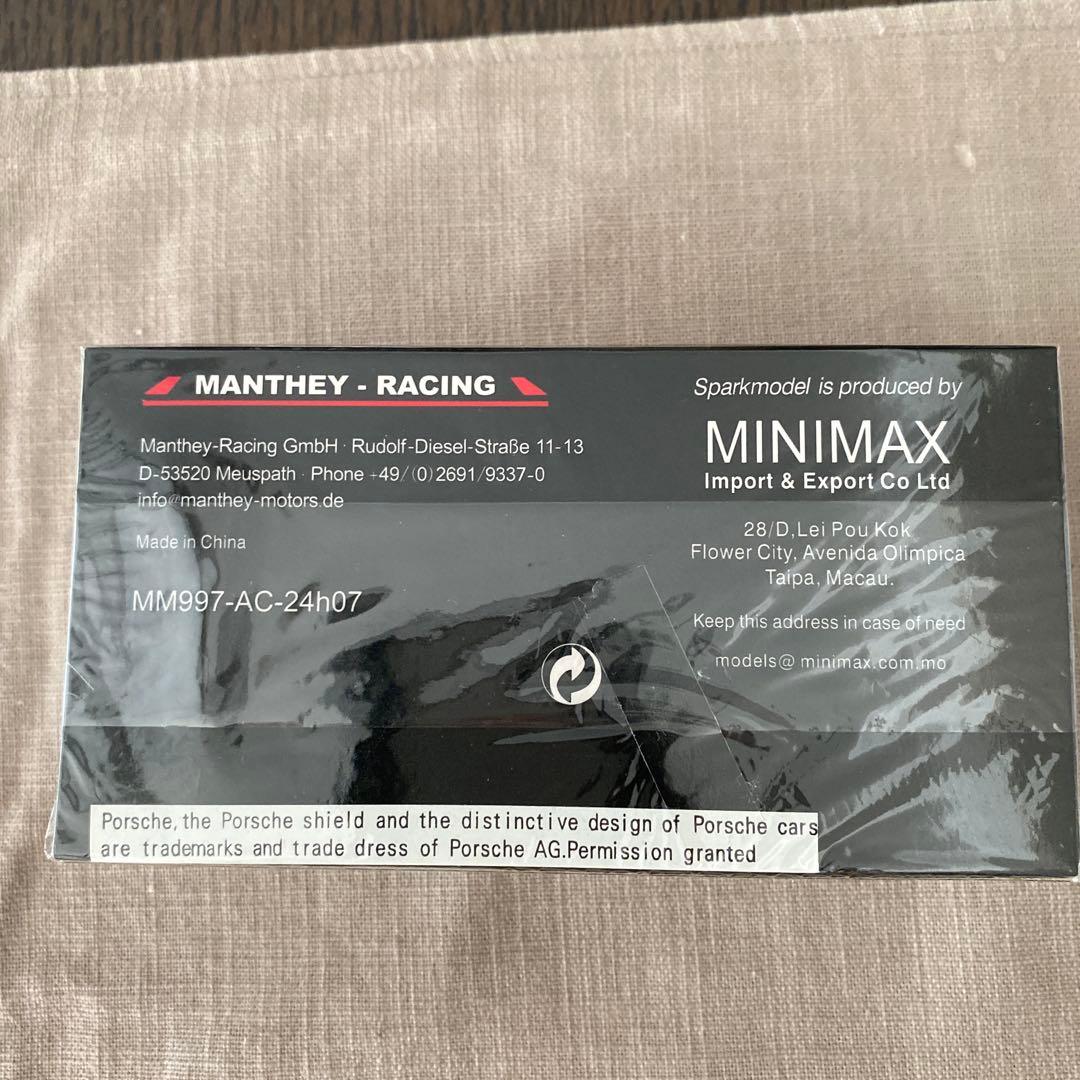 MANTHEY - RACING
Manthey-Racing GmbH · Rudolf-Diesel-Straße 11-13
D-53520 Meuspath · Phone +49/(0)2691/9337-0
info@manthey-motors.de
Made in China
MM997-AC-24h07
Sparkmodel is produced by
MINIMAX
Import & Export Co Ltd
28/D,Lei Pou Kok
Flower City, Avenida Olimpica
Taipa, Macau.
Keep this address in case of need
models@ minimax.com.mo
Porsche, the Porsche shield and the distinctive design of Porsche cars
are trademarks and trade dress of Porsche AG.Permission granted